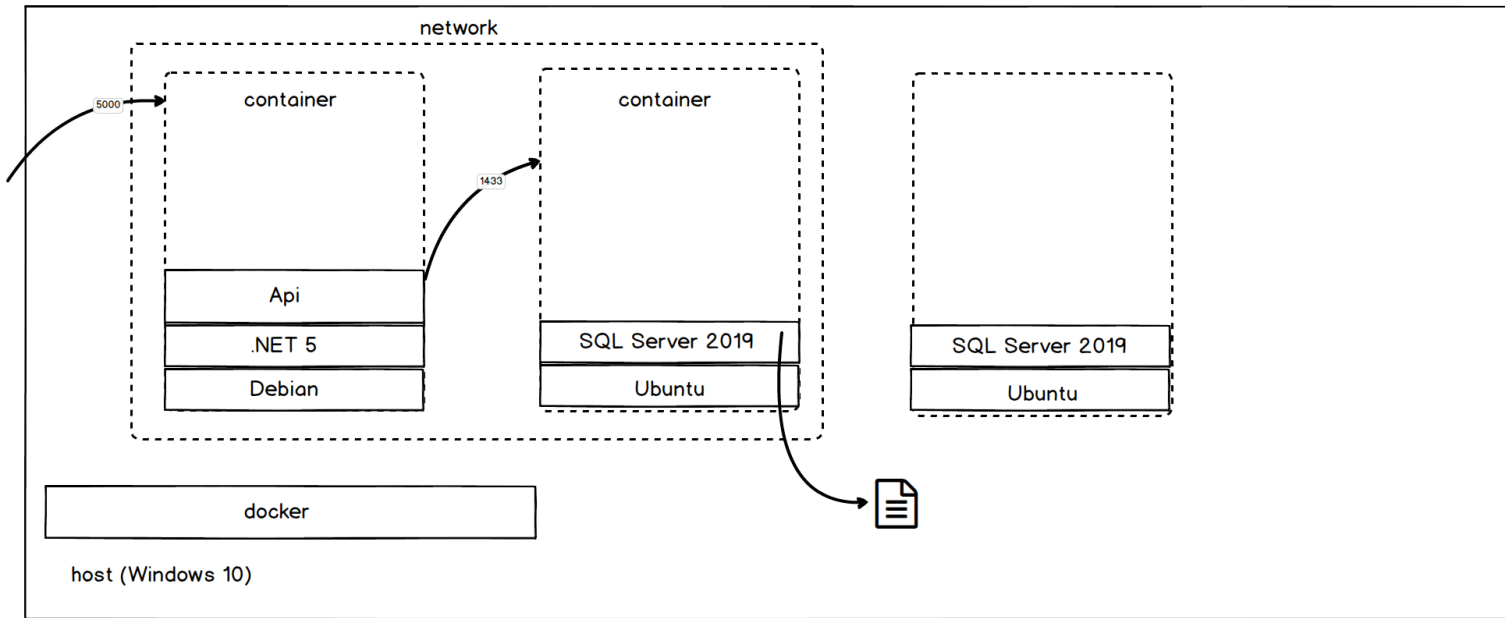 network
container
container
5000
1433
Api
.NET 5
Debian
SQL Server 2019
Ubuntu
SQL Server 2019
Ubuntu
docker
host (Windows 10)